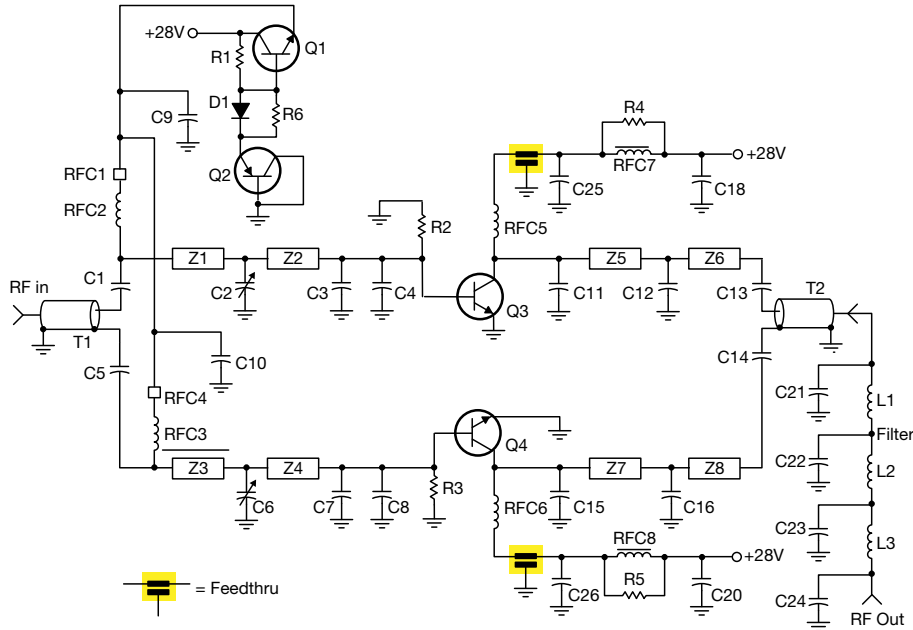 +28V
R1
Q1
D1
R6
C9
Q2
R4
RFC7
+28V
C25
C18
RFC1
RFC2
R2
RFC5
Z1
Z2
Z5
Z6
C1
C2
C3
C4
C11
C12
C13
T2
RF in
Q3
T1
C14
C5
C10
RFC4
RFC3
C21
L1
Filter
Q4
Z3
Z4
Z7
Z8
C22
L2
C6
C7
C8
R3
RFC6
C15
C16
C23
L3
RFC8
+28V
R5
C26
C20
C24
= Feedthru
RF Out